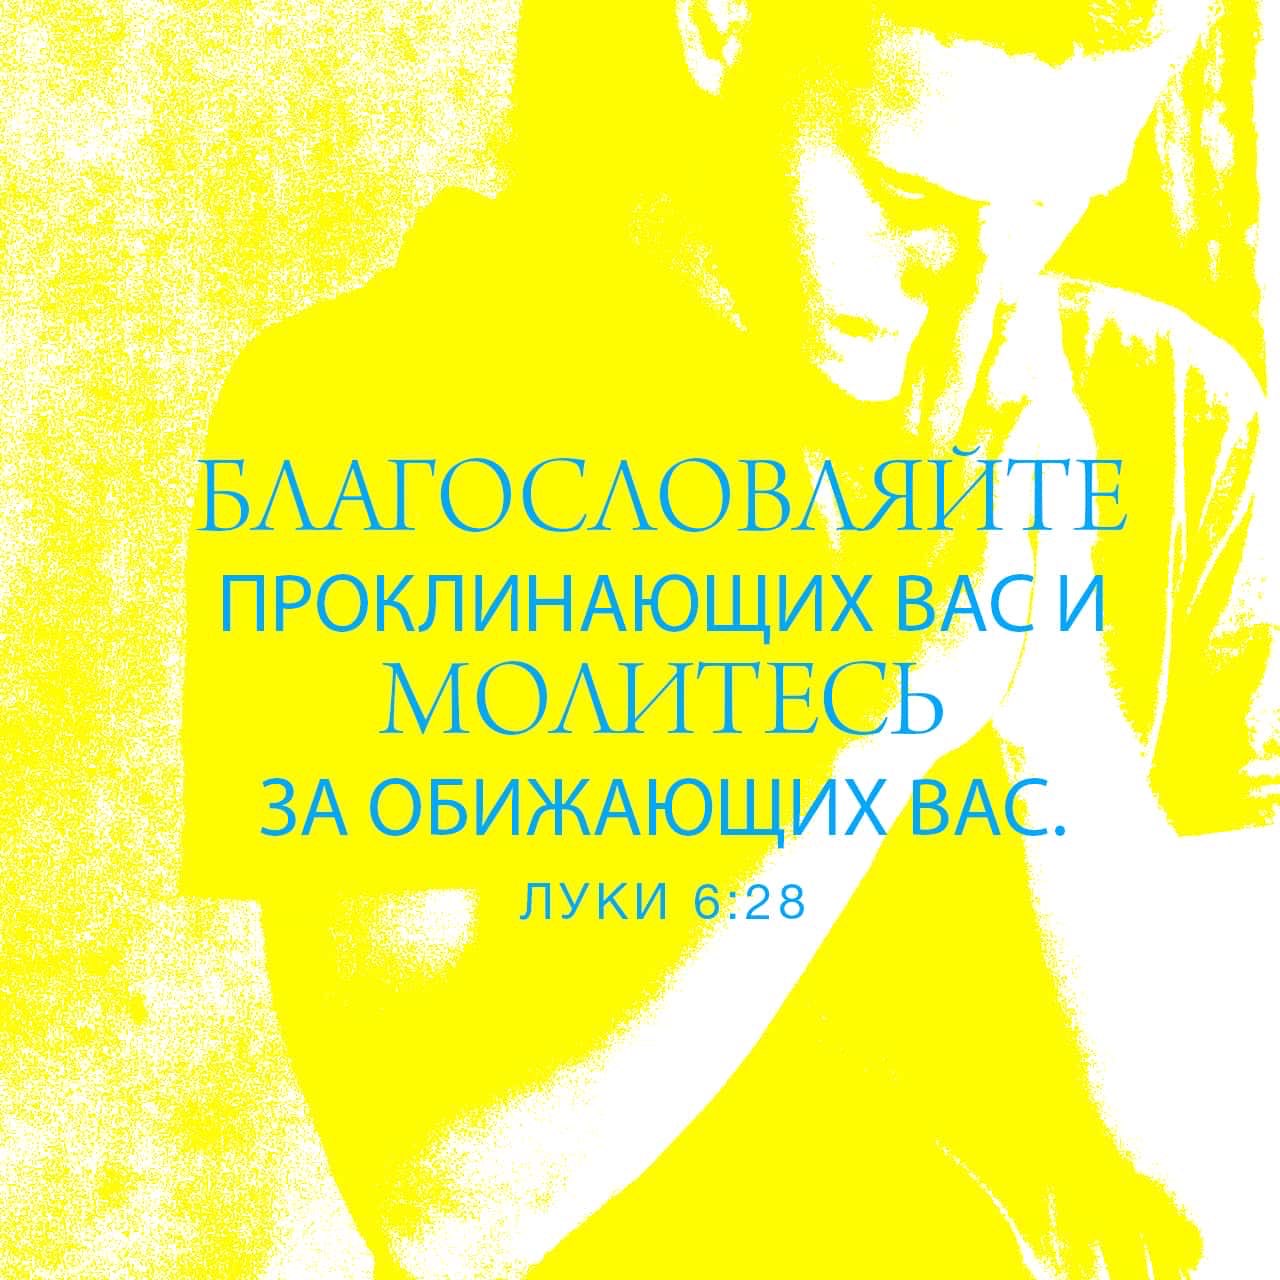 БЛАГОСЛОВЛЯЙТЕ
ПРОКЛИНАЮЩИХ ВАС И
МОЛИТЕСЬ
ЗА ОБИЖАЮЩИХ ВАС.
ЛУКИ 6:28